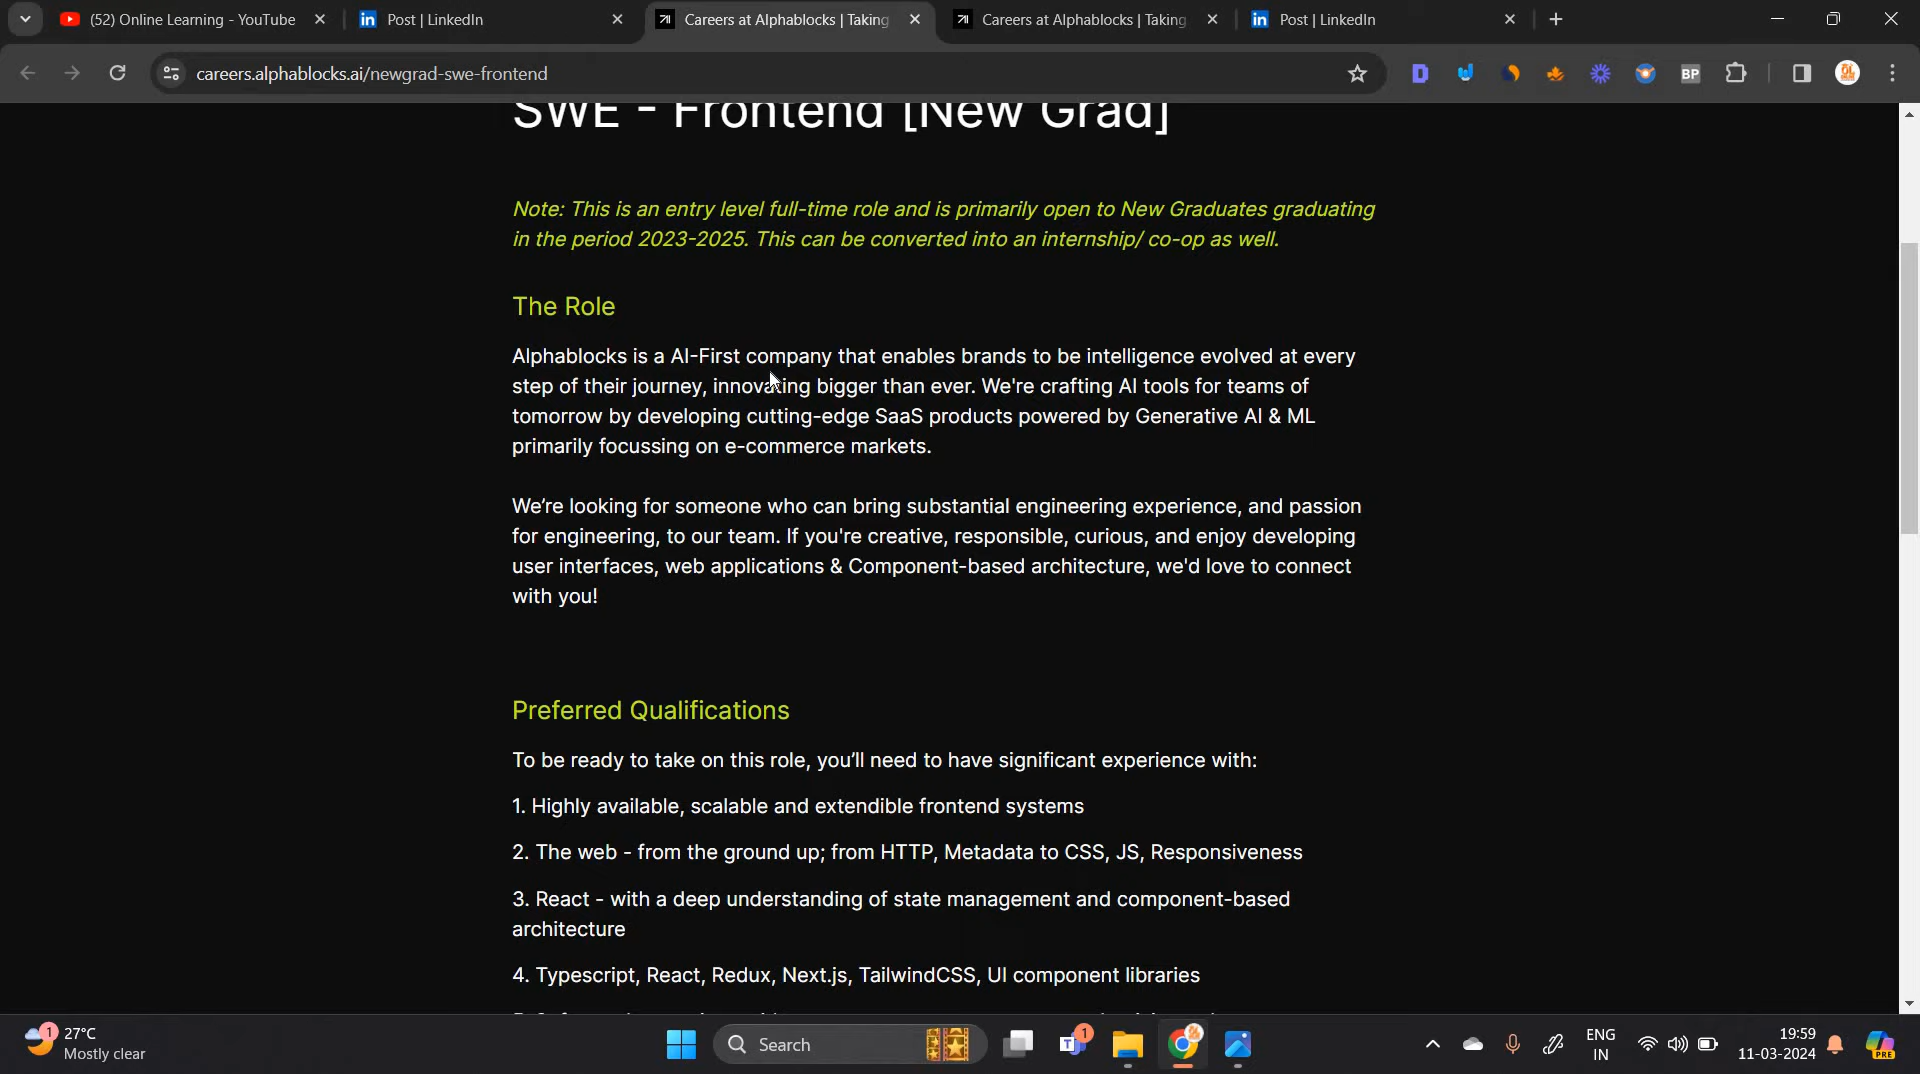 (52) Online Learning - YouTube
Post | LinkedIn
Careers at Alphablocks | Taking
Careers at Alphablocks | Taking
Post | LinkedIn
careers.alphablocks.ai/newgrad-swe-frontend
BP
SWE - Frontend [New Grad]
Note: This is an entry level full-time role and is primarily open to New Graduates graduating
in the period 2023-2025. This can be converted into an internship/ co-op as well.
The Role
Alphablocks is a AI-First company that enables brands to be intelligence evolved at every
step of their journey, innovating bigger than ever. We're crafting AI tools for teams of
tomorrow by developing cutting-edge SaaS products powered by Generative AI & ML
primarily focussing on e-commerce markets.
We’re looking for someone who can bring substantial engineering experience, and passion
for engineering, to our team. If you're creative, responsible, curious, and enjoy developing
user interfaces, web applications & Component-based architecture, we'd love to connect
with you!
Preferred Qualifications
To be ready to take on this role, you’ll need to have significant experience with:
1. Highly available, scalable and extendible frontend systems
2. The web - from the ground up; from HTTP, Metadata to CSS, JS, Responsiveness
3. React - with a deep understanding of state management and component-based
architecture
4. Typescript, React, Redux, Next.js, TailwindCSS, UI component libraries
1
27°C
Mostly clear
Search
1
ENG
IN
19:59
11-03-2024
PRE